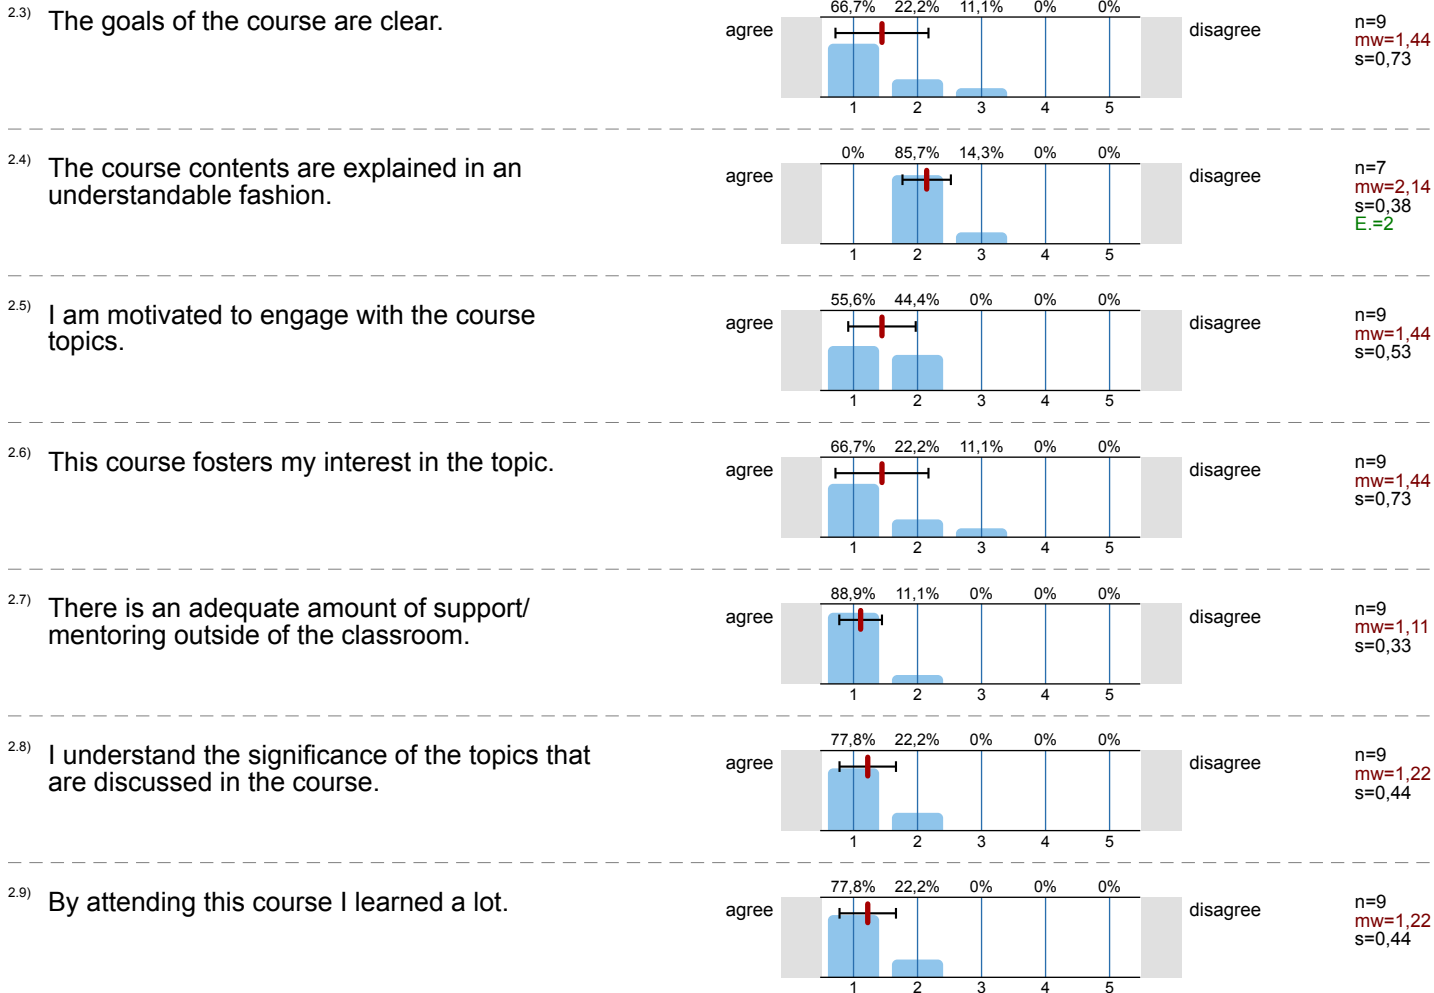 2.3) The goals of the course are clear.
66,7% 22,2% 11,1% 0% 0%
agree disagree
1 2 3 4 5
n=9
mw=1,44
s=0,73
2.4) The course contents are explained in an
understandable fashion.
0% 85,7% 14,3% 0% 0%
agree disagree
1 2 3 4 5
n=7
mw=2,14
s=0,38
E.=2
2.5) I am motivated to engage with the course
topics.
55,6% 44,4% 0% 0% 0%
agree disagree
1 2 3 4 5
n=9
mw=1,44
s=0,53
2.6) This course fosters my interest in the topic.
66,7% 22,2% 11,1% 0% 0%
agree disagree
1 2 3 4 5
n=9
mw=1,44
s=0,73
2.7) There is an adequate amount of support/
mentoring outside of the classroom.
88,9% 11,1% 0% 0% 0%
agree disagree
1 2 3 4 5
n=9
mw=1,11
s=0,33
2.8) I understand the significance of the topics that
are discussed in the course.
77,8% 22,2% 0% 0% 0%
agree disagree
1 2 3 4 5
n=9
mw=1,22
s=0,44
2.9) By attending this course I learned a lot.
77,8% 22,2% 0% 0% 0%
agree disagree
1 2 3 4 5
n=9
mw=1,22
s=0,44